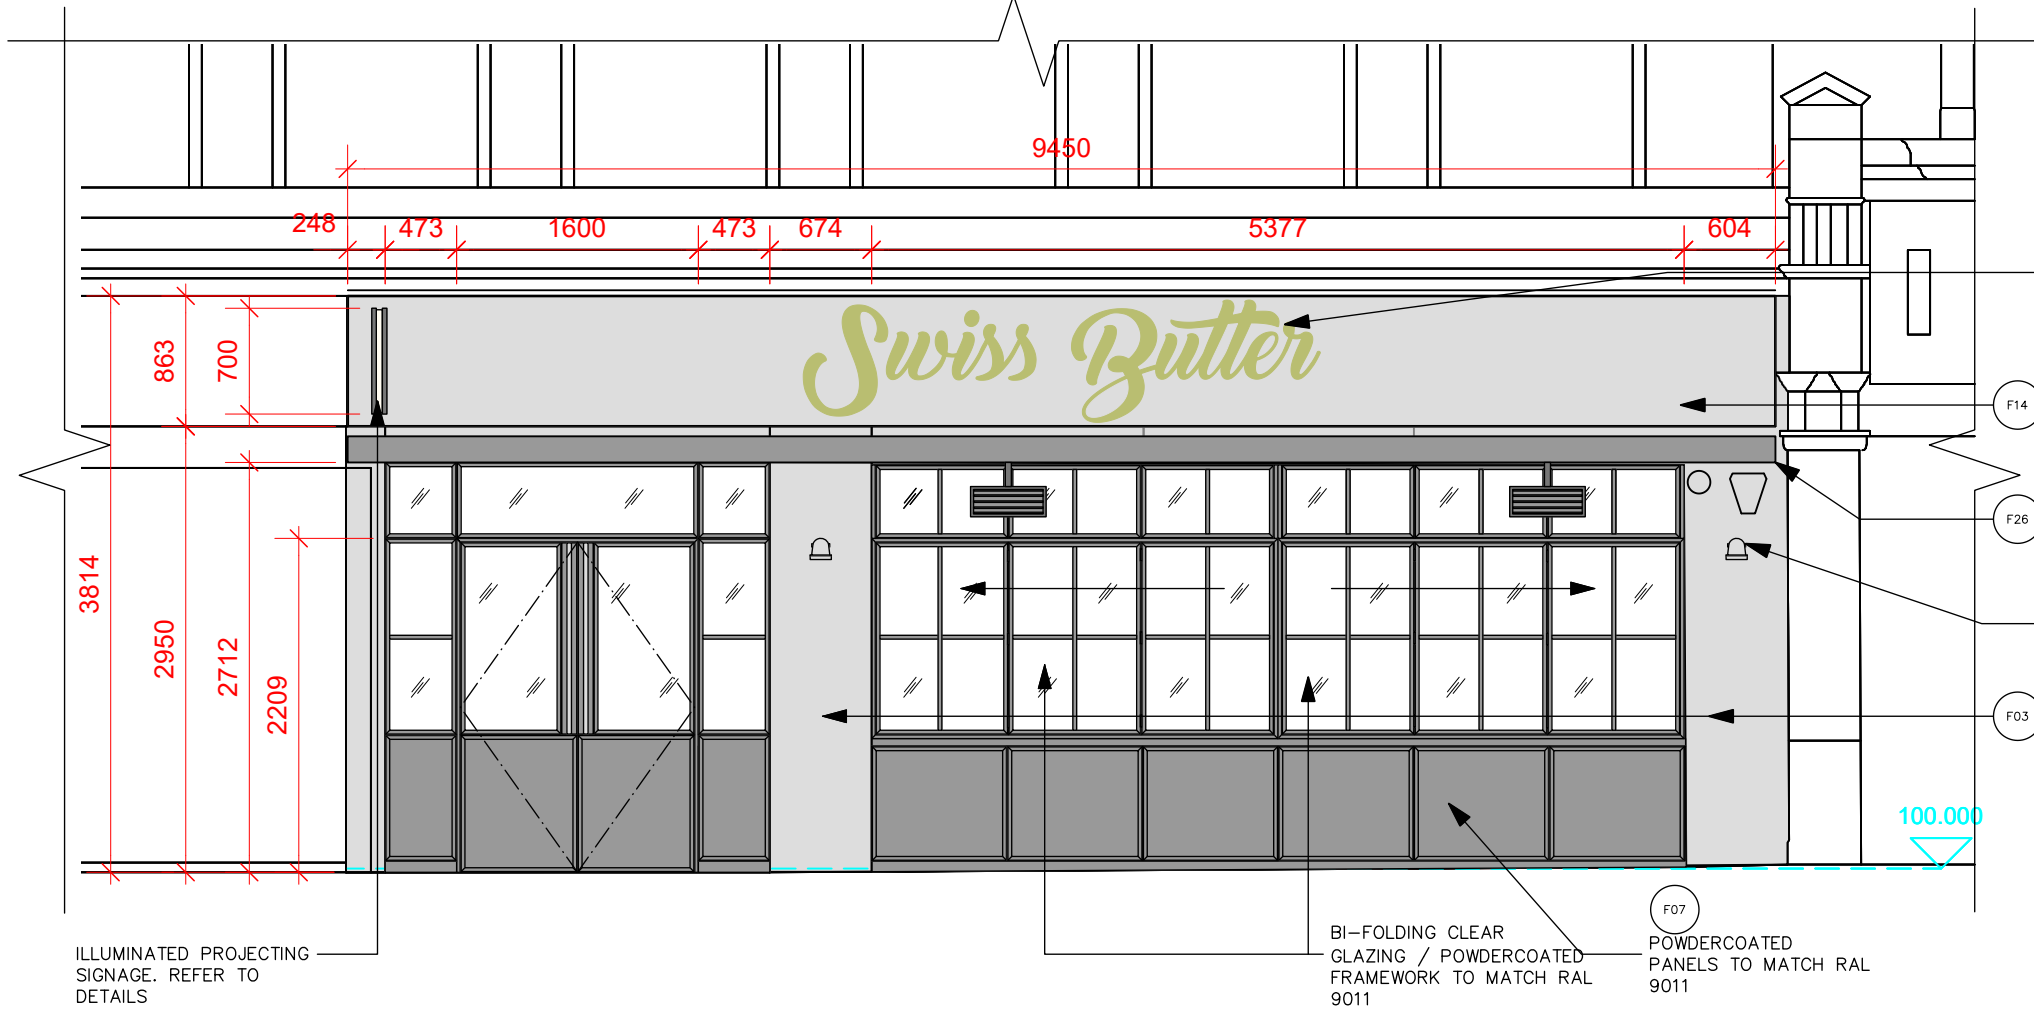 9450
248
473
1600
473
674
5377
604
Swiss Butter
863
700
3814
2950
2712
2209
F14
F26
F03
100.000
F07
ILLUMINATED PROJECTING
SIGNAGE. REFER TO
DETAILS
BI-FOLDING CLEAR
GLAZING / POWDERCOATED
FRAMEWORK TO MATCH RAL
9011
POWDERCOATED
PANELS TO MATCH RAL
9011